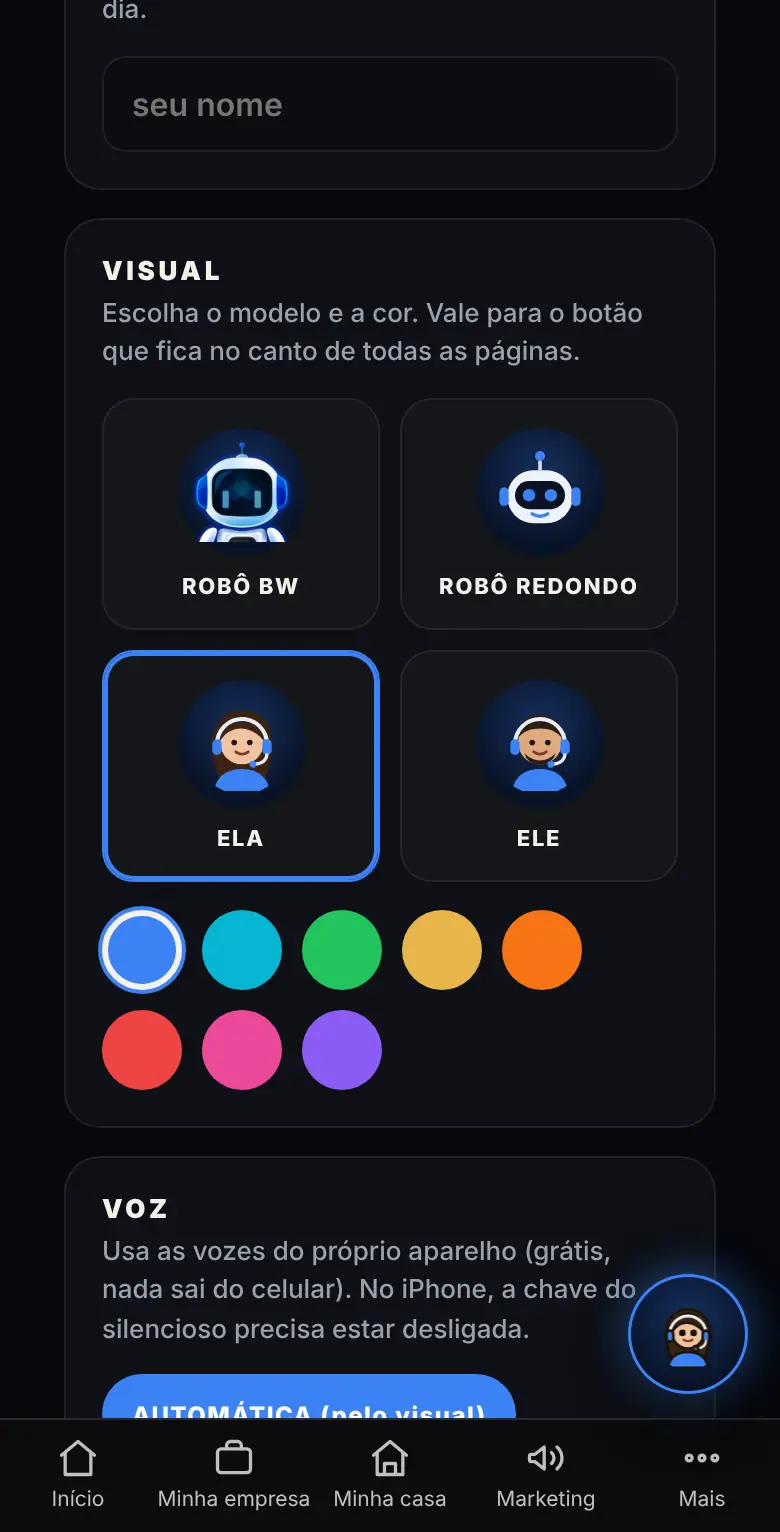 dia.
seu nome
VISUAL
Escolha o modelo e a cor. Vale para o botão
que fica no canto de todas as páginas.
ROBÔ BW
ROBÔ REDONDO
ELA
ELE
VOZ
Usa as vozes do próprio aparelho (grátis,
nada sai do celular). No iPhone, a chave do
silencioso precisa estar desligada.
AUTOMÁTICA (pelo visual)
Início
Minha empresa
Minha casa
Marketing
Mais